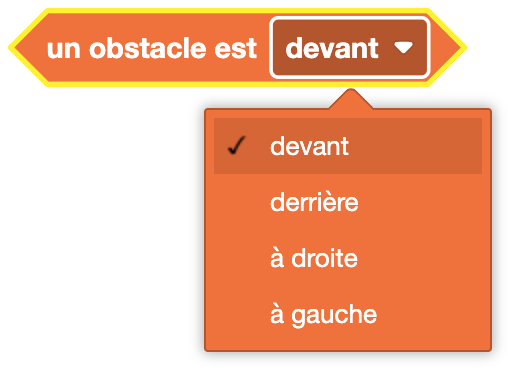 un obstacle est devant
devant
derrière
à droite
à gauche